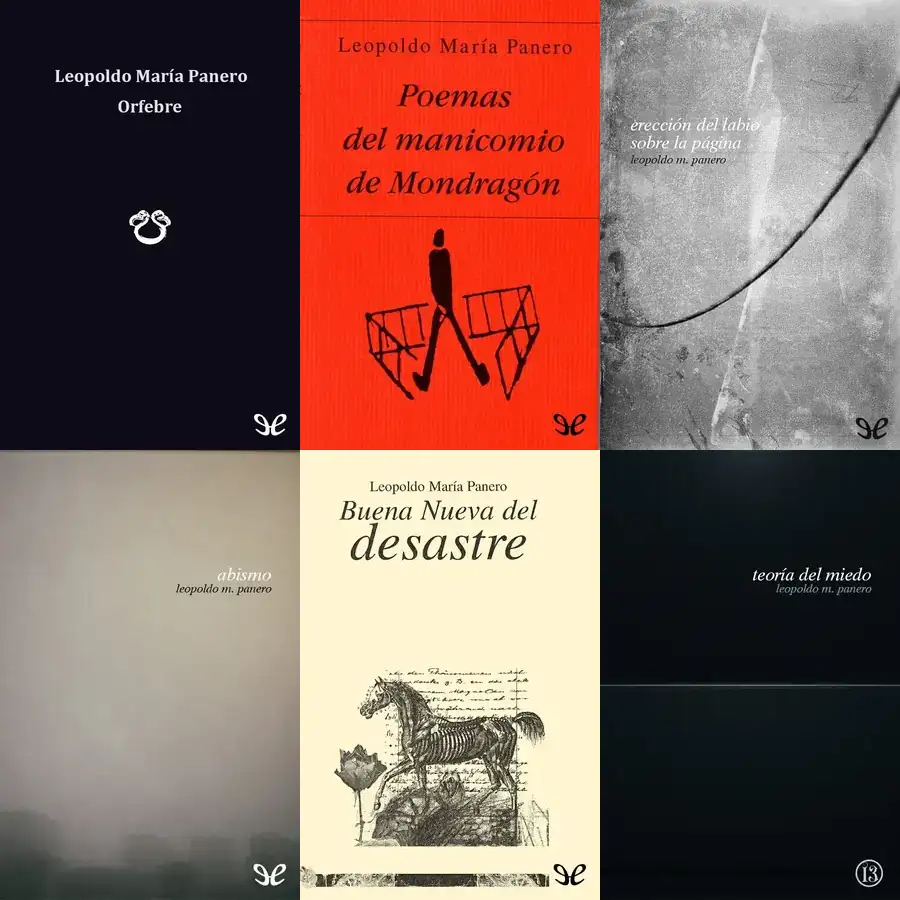 Leopoldo María Panero
Orfebre
Leopoldo María Panero
Poemas
del manicomio
de Mondragón
erección del labio
sobre la página
leopoldo m. panero
abismo
leopoldo m. panero
Leopoldo María Panero
Buena Nueva del
desastre
teoría del miedo
leopoldo m. panero
13